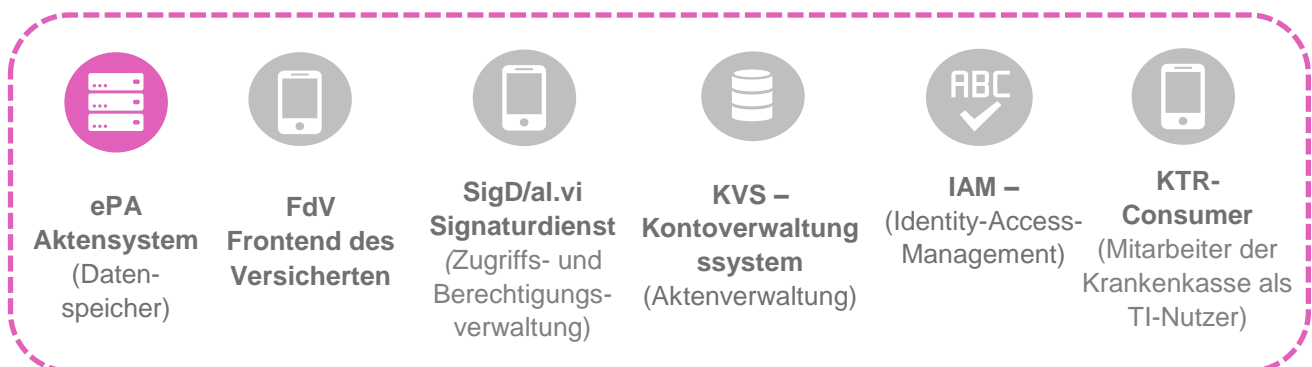 ABC
ePA
Aktensystem
(Daten-
speicher)
FdV
Frontend des
Versicherten
SigD/al.vi
Signaturdienst
(Zugriffs- und
Berechtigungs-
verwaltung)
KVS –
Kontoverwaltung
ssystem
(Aktenverwaltung)
IAM –
(Identity-Access-
Management)
KTR-
Consumer
(Mitarbeiter der
Krankenkasse als
TI-Nutzer)